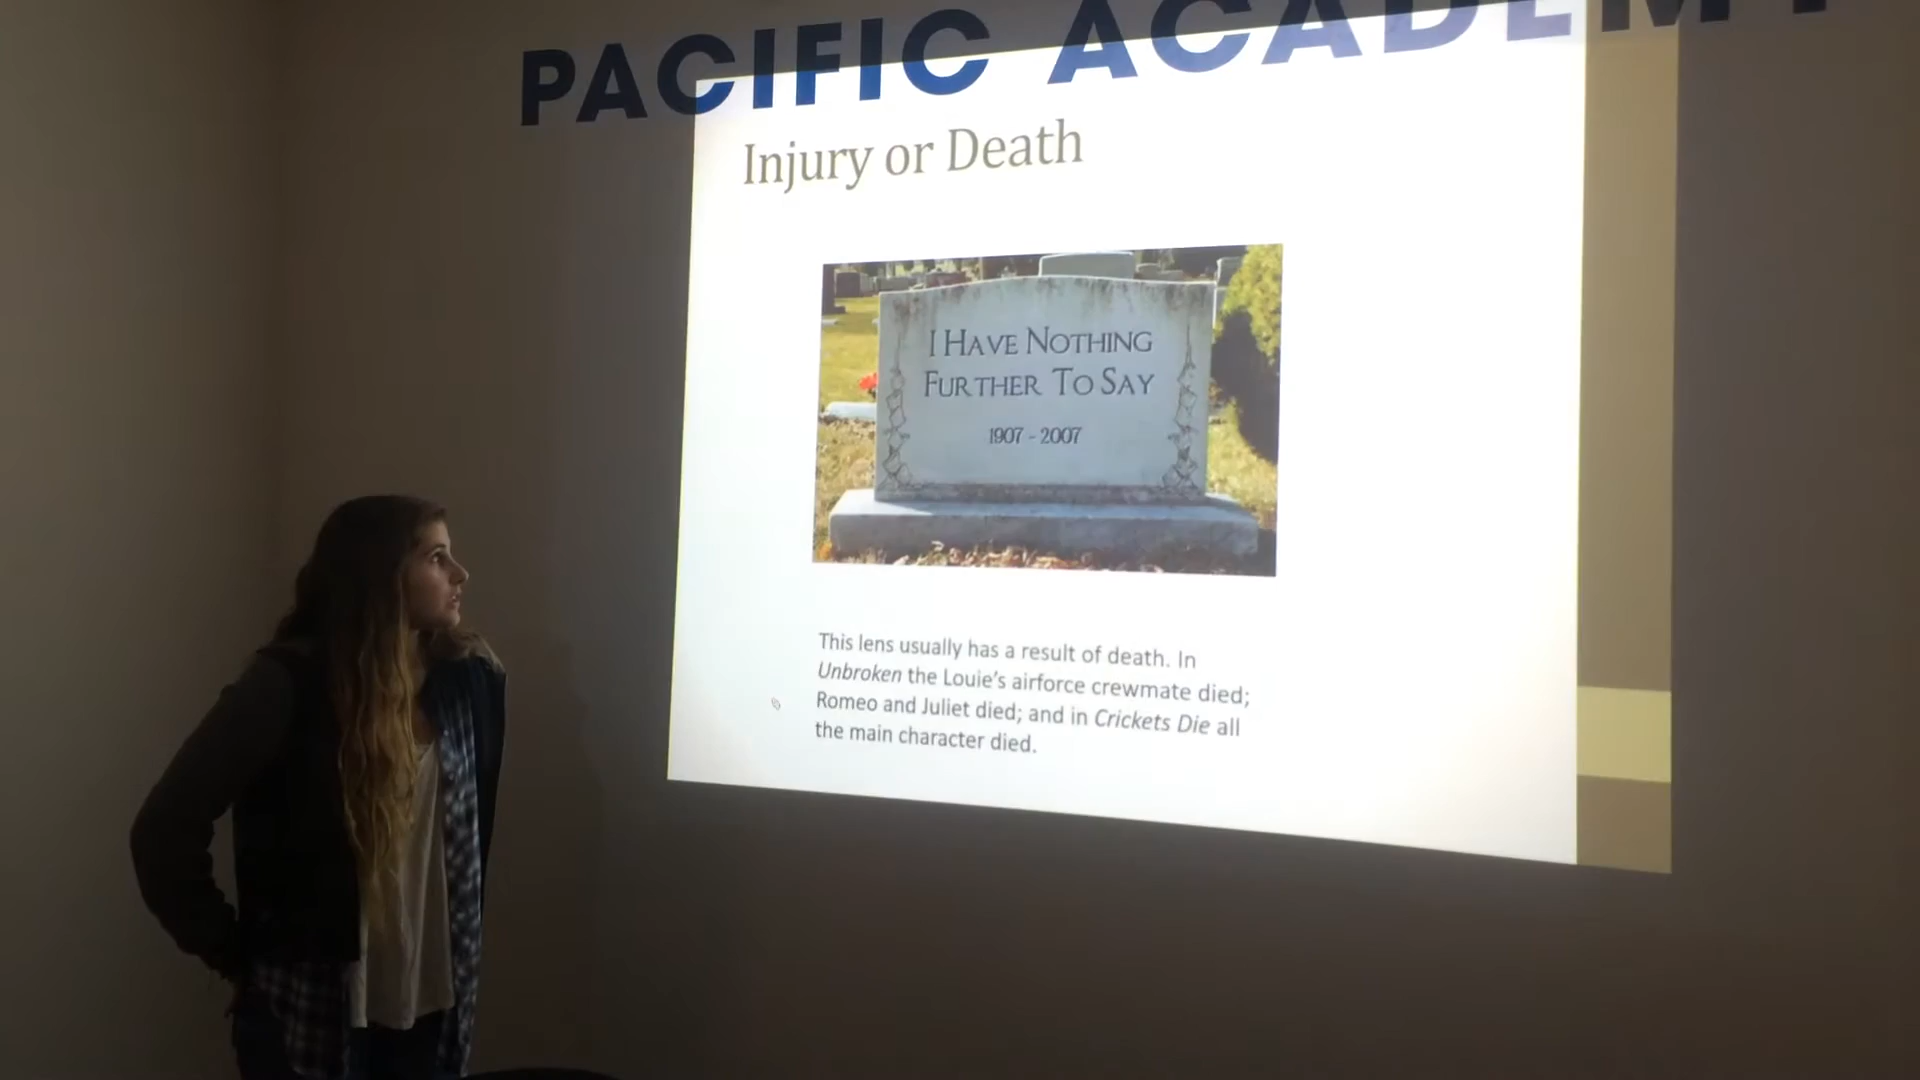 PACIFIC ACADEMY
Injury or Death
I HAVE NOTHING
FURTHER TO SAY
1907 - 2007
This lens usually has a result of death. In
Unbroken the Louie's airforce crewmate died;
Romeo and Juliet died; and in Crickets Die all
the main character died.